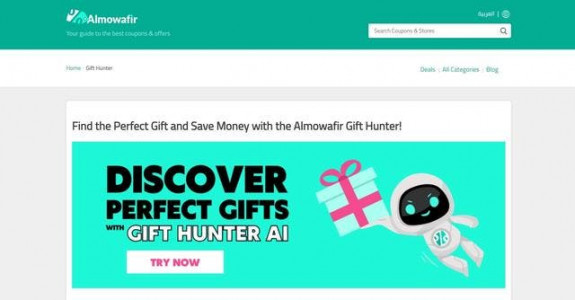 Almowafir
العربية |
Your guide to the best coupons & offers
Search Coupons & Stores
Home Gift Hunter
Deals All Categories Blog
Find the Perfect Gift and Save Money with the Almowafir Gift Hunter!
DISCOVER
PERFECT GIFTS
WITH GIFT HUNTER AI
TRY NOW